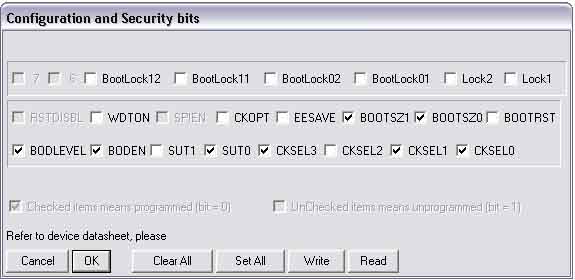 Configuration and Security bits
7 6 BootLock12 BootLock11 BootLock02 BootLock01 Lock2 Lock1
RSTDISBL WDTON SPIEN CKOPT EESAVE BOOTSZ1 BOOTSZ0 BOOTRST
BODLEVEL BODEN SUT1 SUT0 CKSEL3 CKSEL2 CKSEL1 CKSEL0
Checked items means programmed (bit = 0) UnChecked items means unprogrammed (bit = 1)
Refer to device datasheet, please
Cancel OK Clear All Set All Write Read